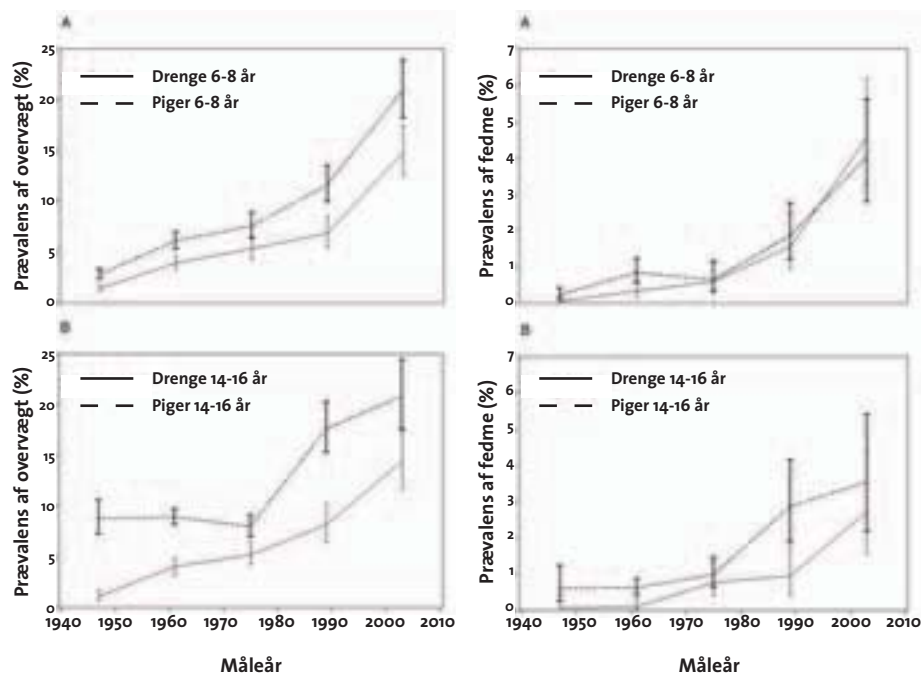 A
Prævalens af overvægt (%)
25
20
15
10
5
0
1940
Drenge 6-8 år
Piger 6-8 år
A
Prævalens af fedme (%)
7
6
5
4
3
2
1
0
Drenge 6-8 år
Piger 6-8 år
B
Prævalens af overvægt (%)
25
20
15
10
5
0
Drenge 14-16 år
Piger 14-16 år
1940 1950 1960 1970 1980 1990 2000 2010
Måleår
B
Prævalens af fedme (%)
7
6
5
4
3
2
1
0
Drenge 14-16 år
Piger 14-16 år
1940 1950 1960 1970 1980 1990 2000 2010
Måleår